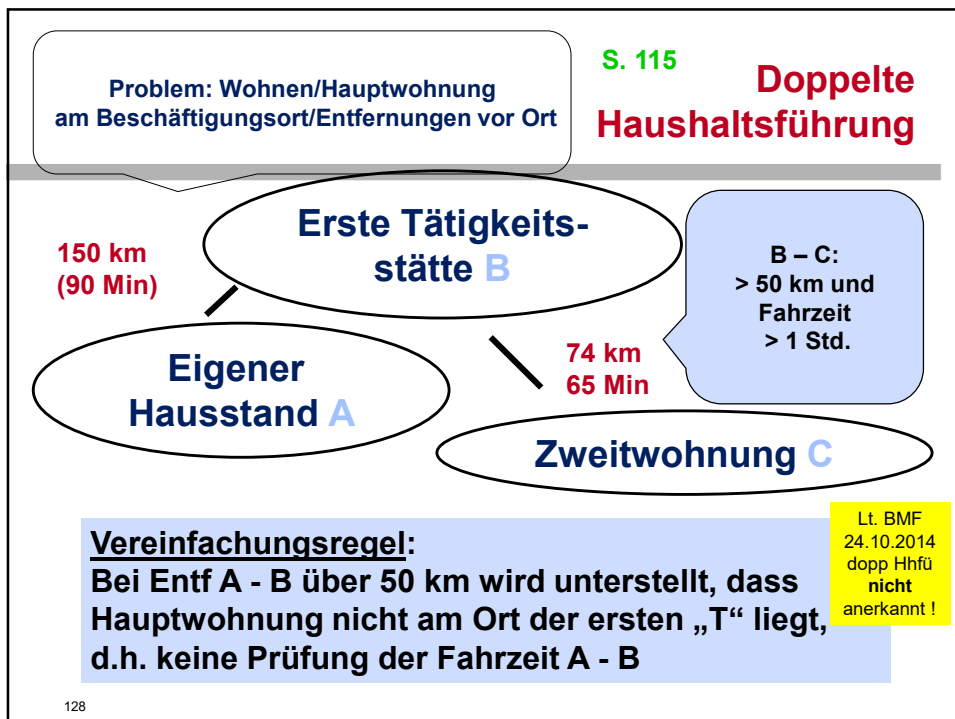 Problem: Wohnen/Hauptwohnung
am Beschäftigungsort/Entfernungen vor Ort
S. 115
Doppelte
Haushaltsführung
Erste Tätigkeits-
stätte B
150 km
(90 Min)
B – C:
> 50 km und
Fahrzeit
> 1 Std.
Eigener
Hausstand A
74 km
65 Min
Zweitwohnung C
Vereinfachungsregel:
Bei Entf A - B über 50 km wird unterstellt, dass
Hauptwohnung nicht am Ort der ersten „T“ liegt,
d.h. keine Prüfung der Fahrzeit A - B
Lt. BMF
24.10.2014
dopp Hhfü
nicht
anerkannt !
128